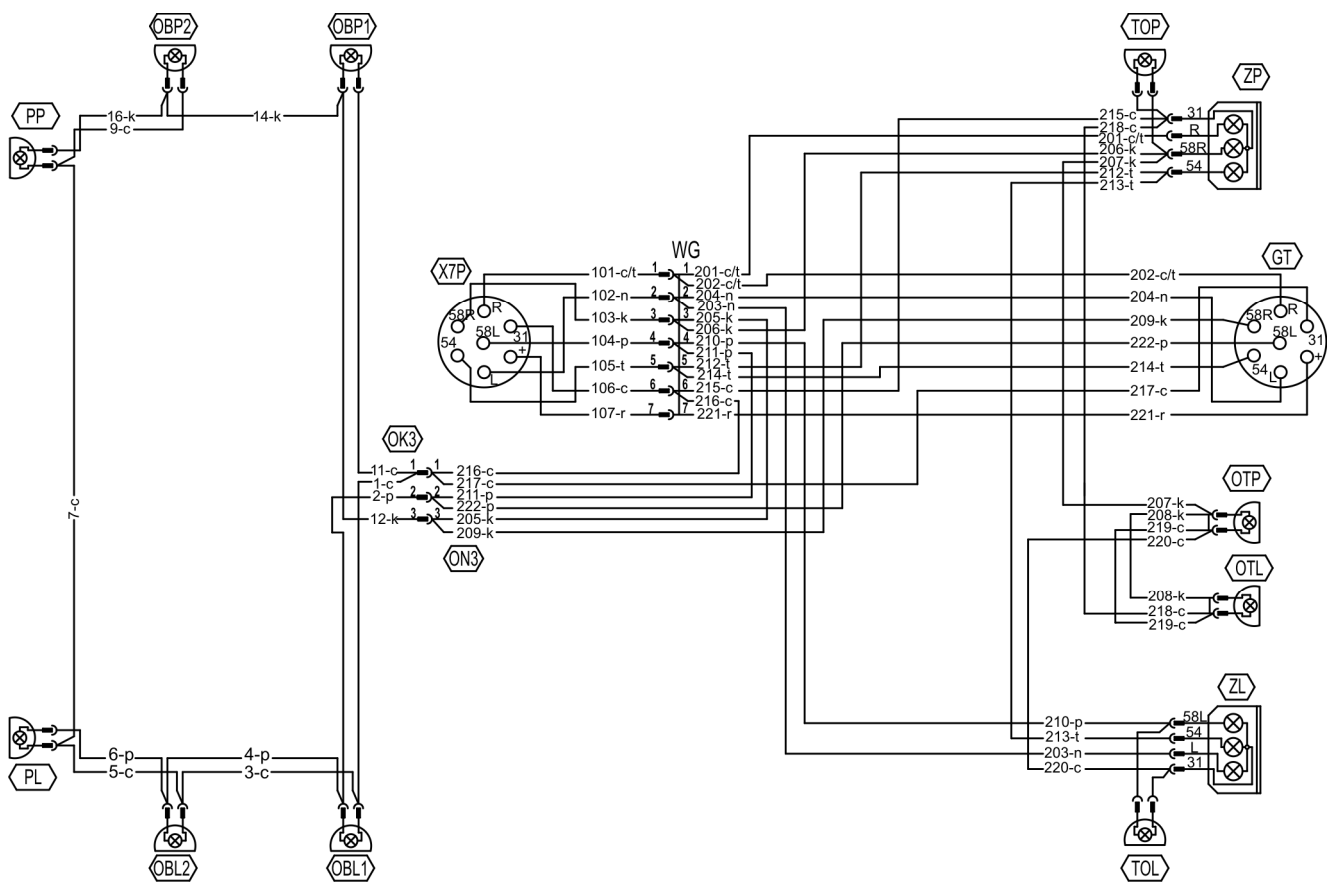 OBP2
OBP1
TOP
ZP
PP
16-k
14-k
9-c
215-c
31
218-c
R
201-c/t
206-k
58R
207-k
212-t
54
213-t
WG
X7P
GT
101-c/t
1
1
201-c/t
202-c/t
202-c/t
102-n
2
2
204-n
204-n
203-n
103-k
3
3
205-k
209-k
206-k
104-p
4
4
210-p
222-p
211-p
105-t
5
5
212-t
214-t
214-t
106-c
6
6
215-c
217-c
216-c
107-r
7
7
221-r
221-r
58R
R
58L
31
54
+
L
58R
R
58L
31
54
+
L
OK3
11-c
1
1
216-c
1-c
217-c
2-p
2
2
211-p
222-p
12-k
3
3
205-k
209-k
ON3
7-c
OTP
207-k
208-k
219-c
220-c
OTL
208-k
218-c
219-c
ZL
210-p
58L
213-t
54
203-n
L
220-c
31
PL
6-p
4-p
5-c
3-c
OBL2
OBL1
TOL